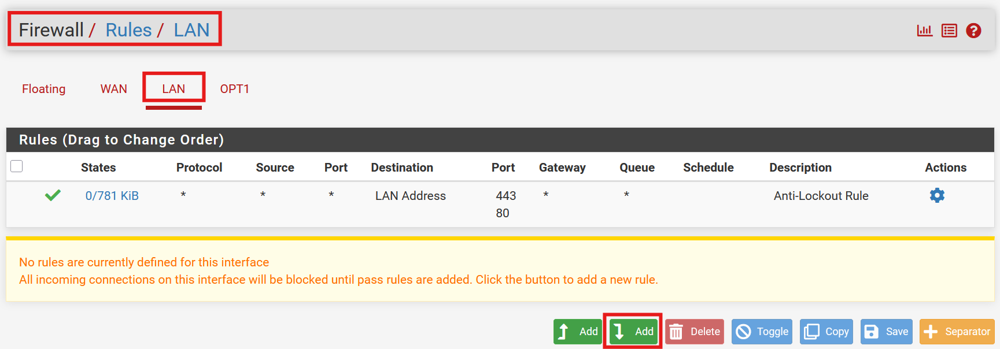 Firewall / Rules / LAN
Floating WAN LAN OPT1
Rules (Drag to Change Order)
States Protocol Source Port Destination Port Gateway Queue Schedule Description Actions
0/781 KiB * * * LAN Address 443 * * Anti-Lockout Rule
80
No rules are currently defined for this interface
All incoming connections on this interface will be blocked until pass rules are added. Click the button to add a new rule.
Add Add Delete Toggle Copy Save Separator